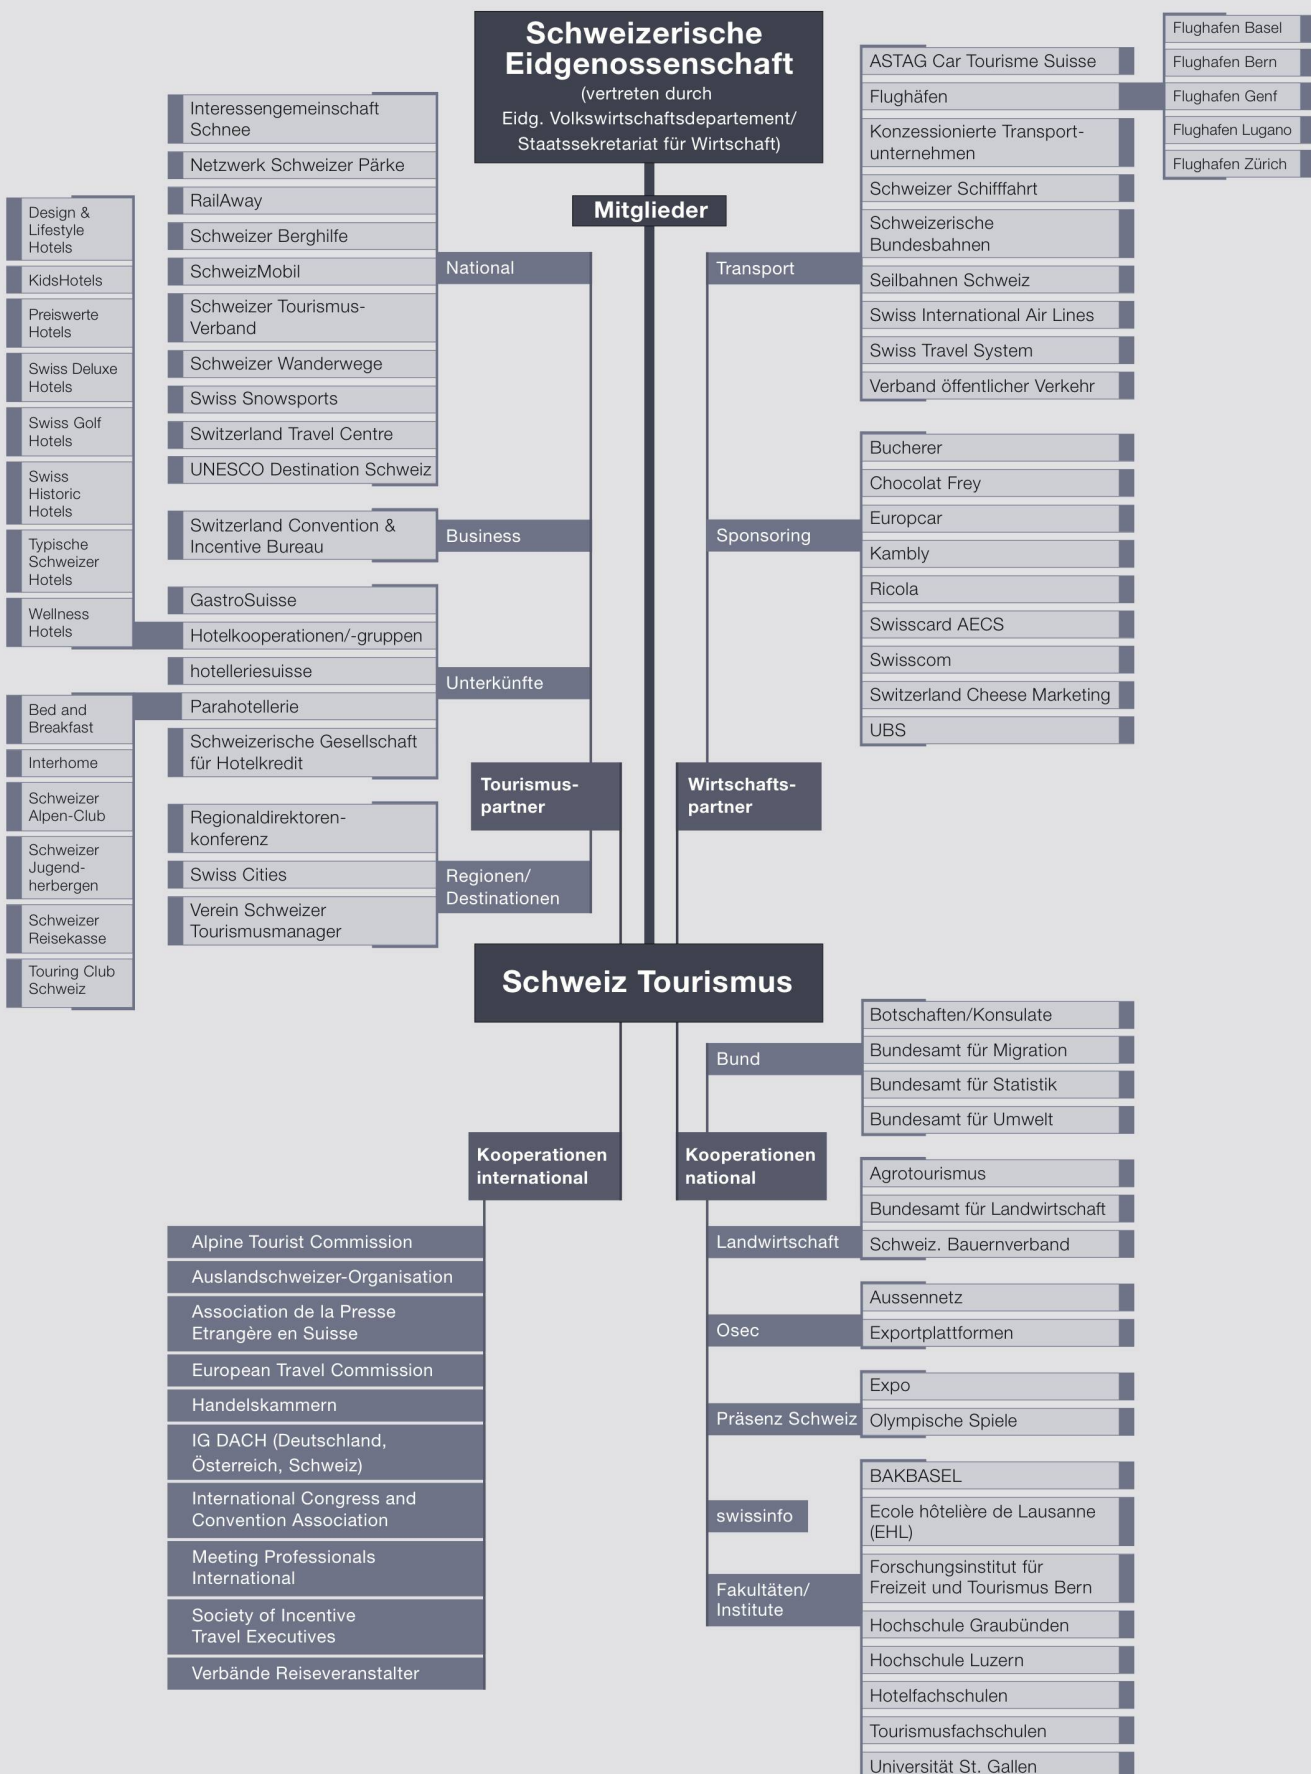 Schweizerische
Eidgenossenschaft
(vertreten durch
Eidg. Volkswirtschaftsdepartement/
Staatssekretariat für Wirtschaft)
Mitglieder
Interessengemeinschaft
Schnee
Netzwerk Schweizer Pärke
RailAway
Schweizer Berghilfe
SchweizMobil
Schweizer Tourismus-
Verband
Schweizer Wanderwege
Swiss Snowsports
Switzerland Travel Centre
UNESCO Destination Schweiz
National
Switzerland Convention &
Incentive Bureau
Business
Design &
Lifestyle
Hotels
KidsHotels
Preiswerte
Hotels
Swiss Deluxe
Hotels
Swiss Golf
Hotels
Swiss
Historic
Hotels
Typische
Schweizer
Hotels
Wellness
Hotels
GastroSuisse
Hotelkooperationen/-gruppen
hotelleriesuisse
Parahotellerie
Schweizerische Gesellschaft
für Hotelkredit
Unterkünfte
Bed and
Breakfast
Interhome
Schweizer
Alpen-Club
Schweizer
Jugend-
herbergen
Schweizer
Reisekasse
Touring Club
Schweiz
Regionaldirektoren-
konferenz
Swiss Cities
Verein Schweizer
Tourismusmanager
Regionen/
Destinationen
Tourismus-
partner
Wirtschafts-
partner
Transport
ASTAG Car Tourisme Suisse
Flughäfen
Konzessionierte Transport-
unternehmen
Schweizer Schifffahrt
Schweizerische
Bundesbahnen
Seilbahnen Schweiz
Swiss International Air Lines
Swiss Travel System
Verband öffentlicher Verkehr
Flughafen Basel
Flughafen Bern
Flughafen Genf
Flughafen Lugano
Flughafen Zürich
Sponsoring
Bucherer
Chocolat Frey
Europcar
Kambly
Ricola
Swisscard AECS
Swisscom
Switzerland Cheese Marketing
UBS
Schweiz Tourismus
Kooperationen
international
Alpine Tourist Commission
Auslandschweizer-Organisation
Association de la Presse
Etrangère en Suisse
European Travel Commission
Handelskammern
IG DACH (Deutschland,
Österreich, Schweiz)
International Congress and
Convention Association
Meeting Professionals
International
Society of Incentive
Travel Executives
Verbände Reiseveranstalter
Kooperationen
national
Bund
Botschaften/Konsulate
Bundesamt für Migration
Bundesamt für Statistik
Bundesamt für Umwelt
Landwirtschaft
Agrotourismus
Bundesamt für Landwirtschaft
Schweiz. Bauernverband
Osec
Aussennetz
Exportplattformen
Präsenz Schweiz
Expo
Olympische Spiele
swissinfo
Fakultäten/
Institute
BAKBASEL
Ecole hôtelière de Lausanne
(EHL)
Forschungsinstitut für
Freizeit und Tourismus Bern
Hochschule Graubünden
Hochschule Luzern
Hotelfachschulen
Tourismusfachschulen
Universität St. Gallen